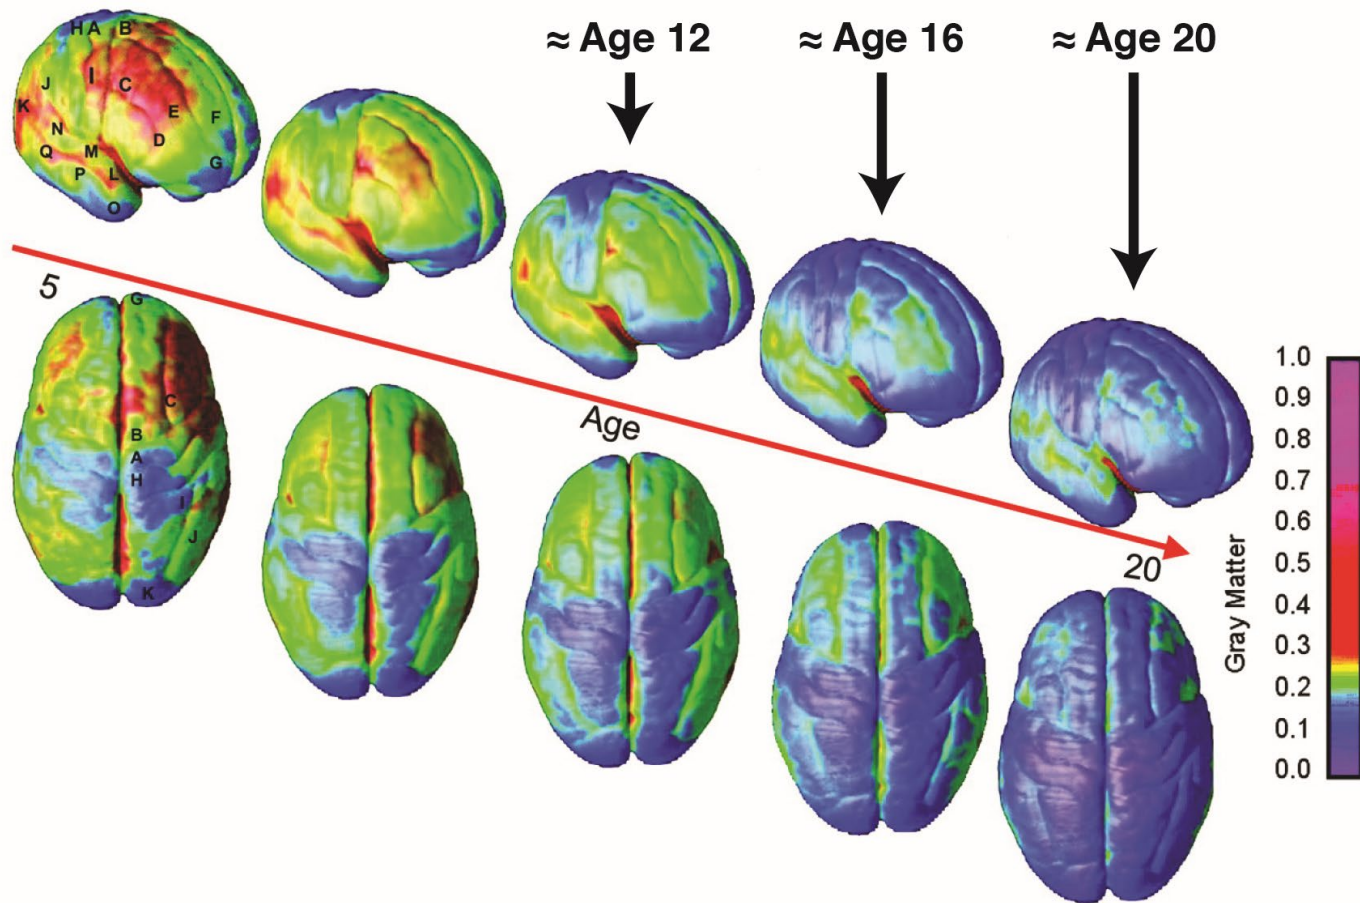 ≈ Age 12
≈ Age 16
≈ Age 20
H A B
I
J C
K E F
N D
Q M G
P L
O
5
Age
20
G
C
B
A
H
I
J
K
Gray Matter
1.0
0.9
0.8
0.7
0.6
0.5
0.4
0.3
0.2
0.1
0.0